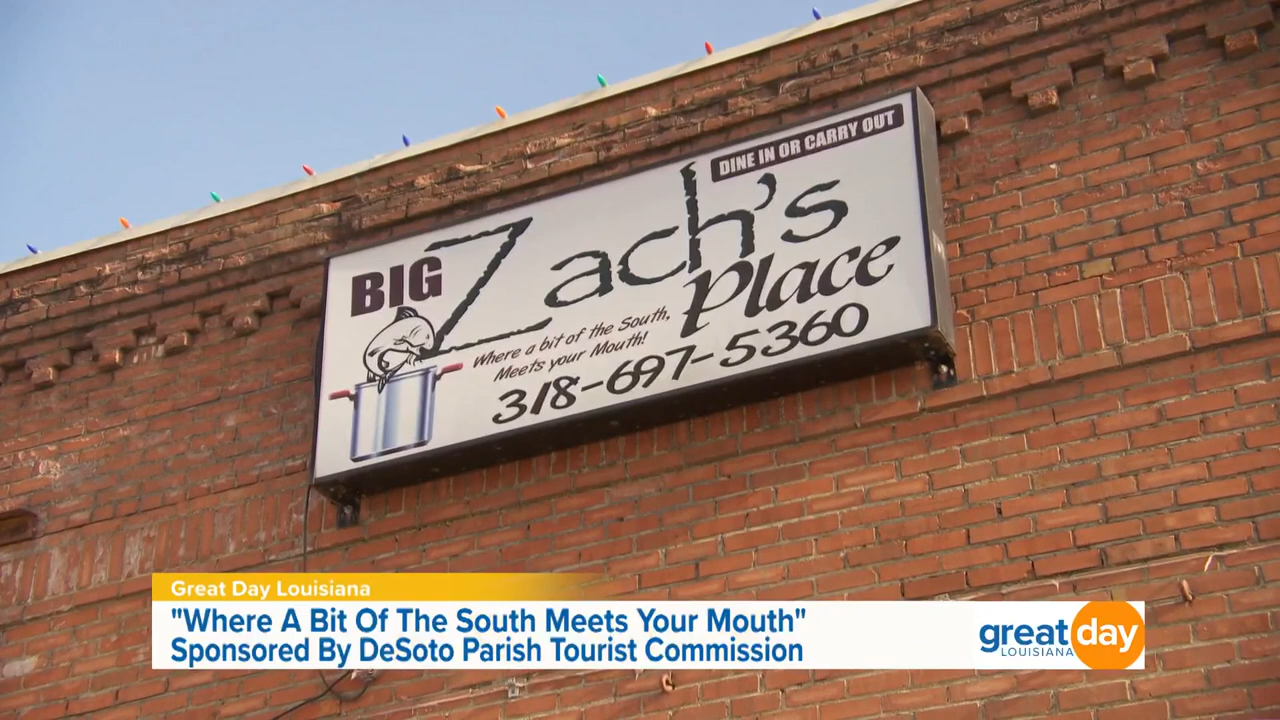 DINE IN OR CARRY OUT
BIG Zach's
Place
Where a bit of the South,
Meets your Mouth!
318-697-5360
Great Day Louisiana
"Where A Bit Of The South Meets Your Mouth"
Sponsored By DeSoto Parish Tourist Commission
great day
LOUISIANA